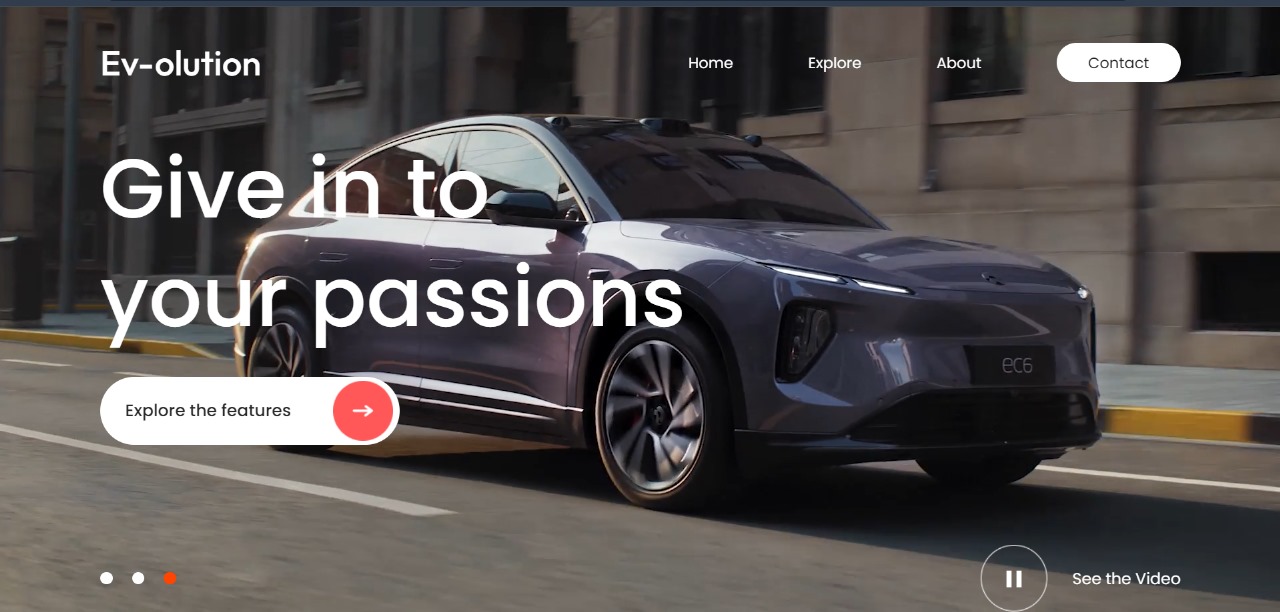 Ev-olution
Home
Explore
About
Contact
Give in to
your passions
ec6
Explore the features
See the Video